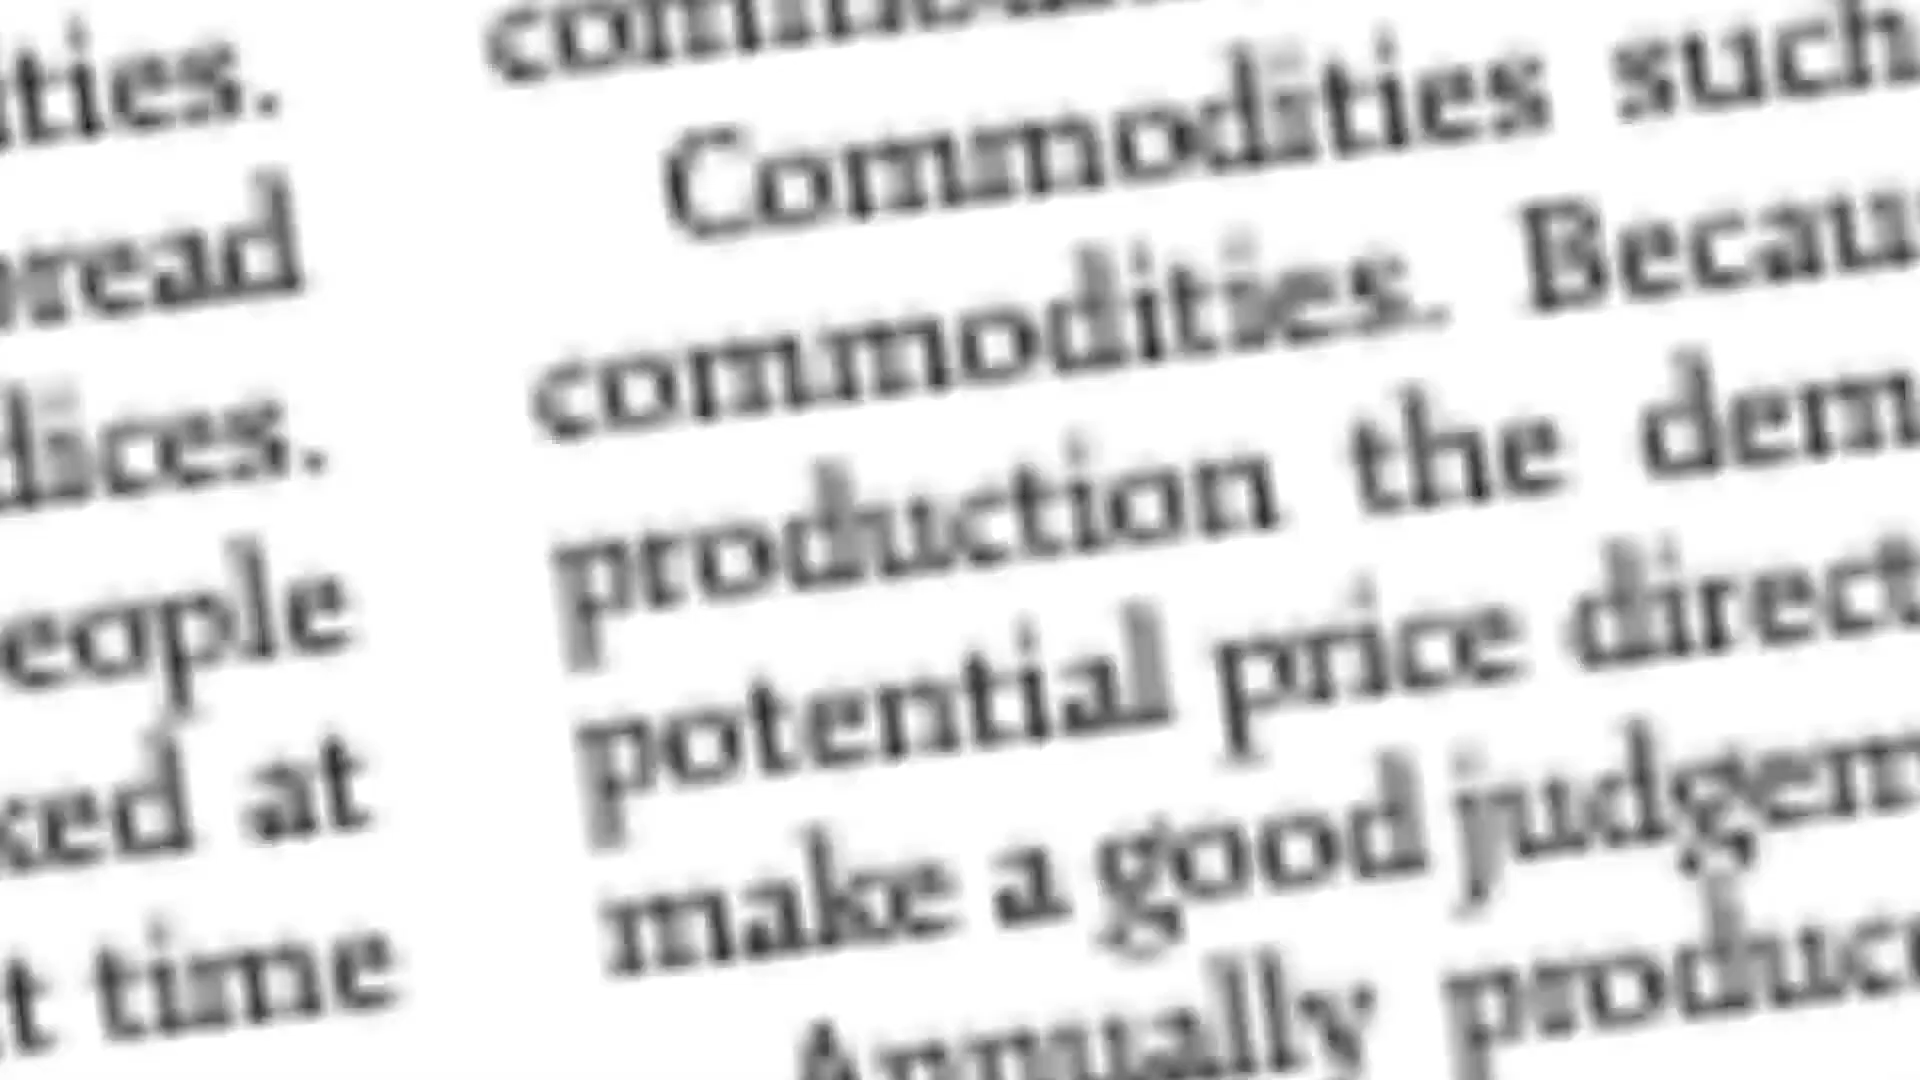 ities.
read
dices.
eople
ked at
t time
Commodities such
commodities. Becau
production the dem
potential price direct
make a good judgem
Annually produc